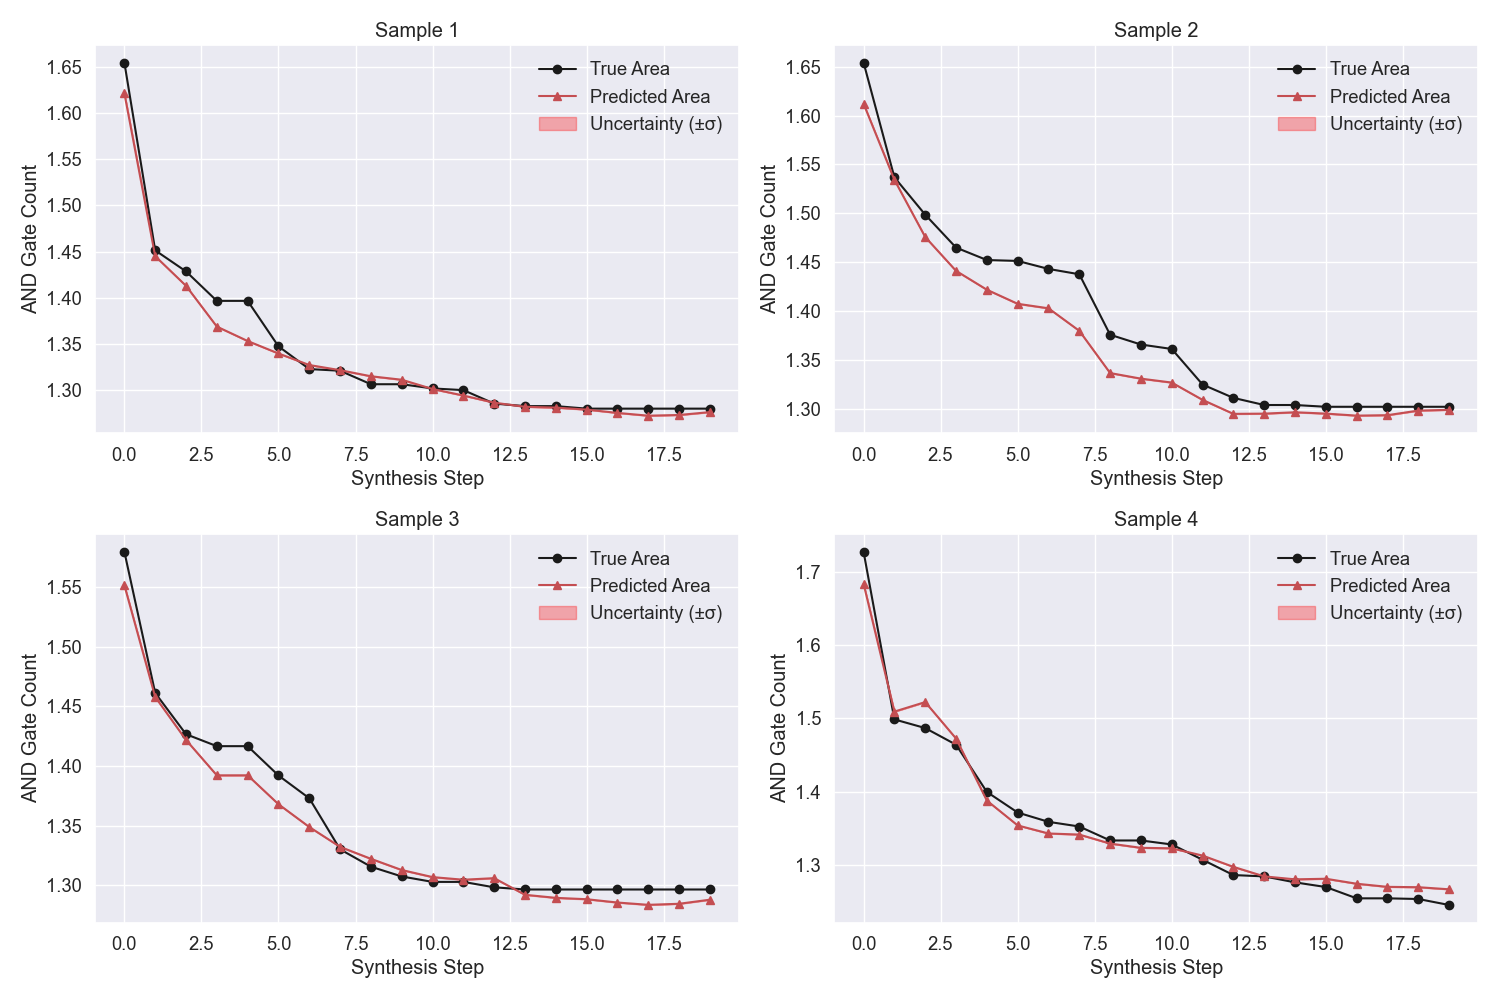 Sample 1
AND Gate Count
1.65
1.60
1.55
1.50
1.45
1.40
1.35
1.30
True Area
Predicted Area
Uncertainty (±σ)
0.0 2.5 5.0 7.5 10.0 12.5 15.0 17.5
Synthesis Step
Sample 2
AND Gate Count
1.65
1.60
1.55
1.50
1.45
1.40
1.35
1.30
True Area
Predicted Area
Uncertainty (±σ)
0.0 2.5 5.0 7.5 10.0 12.5 15.0 17.5
Synthesis Step
Sample 3
AND Gate Count
1.55
1.50
1.45
1.40
1.35
1.30
True Area
Predicted Area
Uncertainty (±σ)
0.0 2.5 5.0 7.5 10.0 12.5 15.0 17.5
Synthesis Step
Sample 4
AND Gate Count
1.7
1.6
1.5
1.4
1.3
True Area
Predicted Area
Uncertainty (±σ)
0.0 2.5 5.0 7.5 10.0 12.5 15.0 17.5
Synthesis Step